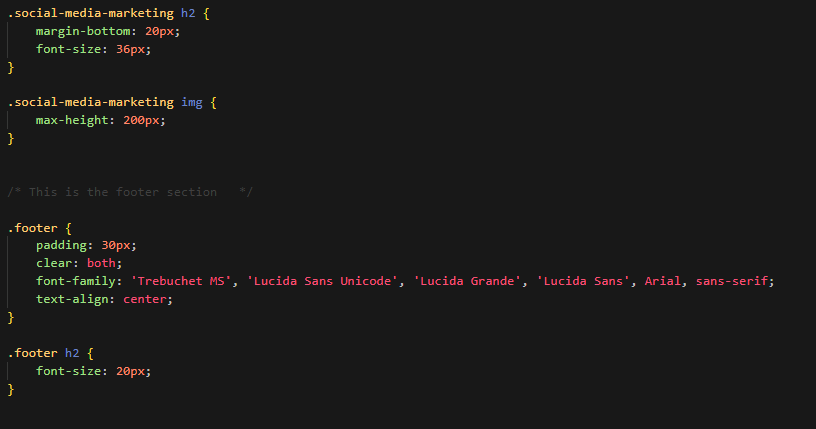 .social-media-marketing h2 {
    margin-bottom: 20px;
    font-size: 36px;
}

.social-media-marketing img {
    max-height: 200px;
}


/* This is the footer section   */

.footer {
    padding: 30px;
    clear: both;
    font-family: 'Trebuchet MS', 'Lucida Sans Unicode', 'Lucida Grande', 'Lucida Sans', Arial, sans-serif;
    text-align: center;
}

.footer h2 {
    font-size: 20px;
}